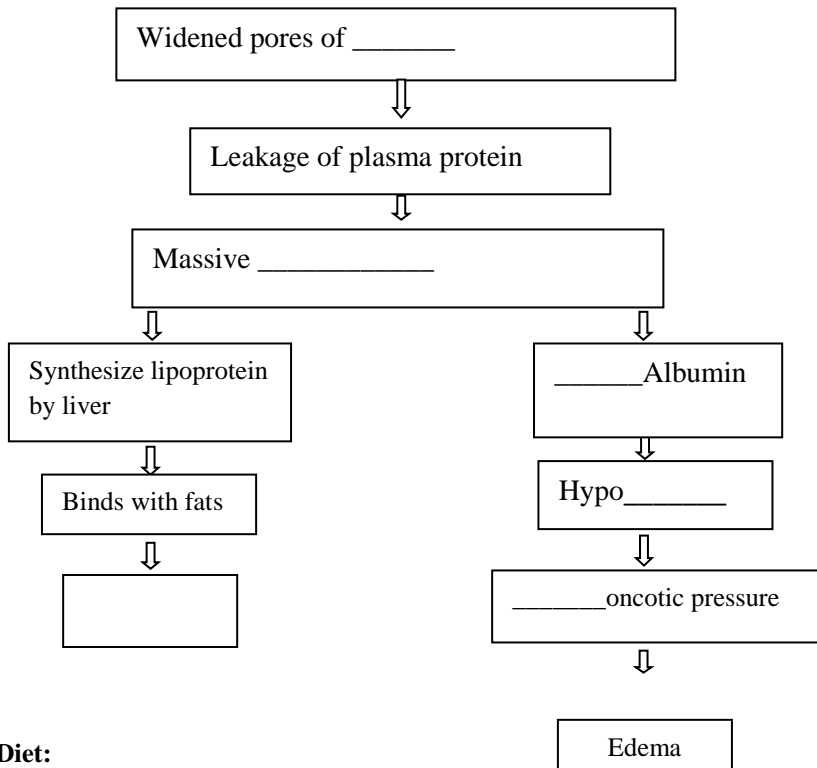 Widened pores of _______
Leakage of plasma protein
Massive ____________
Synthesize lipoprotein
by liver
______Albumin
Binds with fats
Hypo_______
_______oncotic pressure
Diet:
Edema